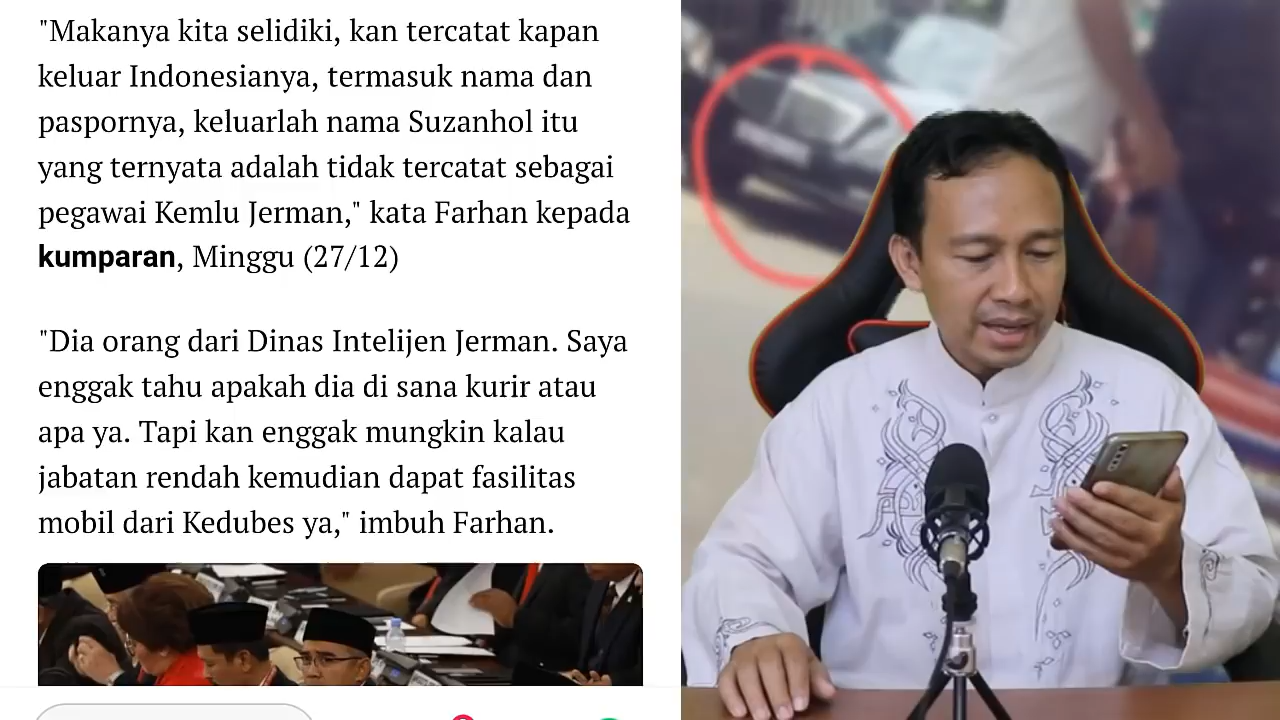 "Makanya kita selidiki, kan tercatat kapan
keluar Indonesianya, termasuk nama dan
paspornya, keluarlah nama Suzanhol itu
yang ternyata adalah tidak tercatat sebagai
pegawai Kemlu Jerman," kata Farhan kepada
kumparan, Minggu (27/12)
"Dia orang dari Dinas Intelijen Jerman. Saya
enggak tahu apakah dia di sana kurir atau
apa ya. Tapi kan enggak mungkin kalau
jabatan rendah kemudian dapat fasilitas
mobil dari Kedubes ya," imbuh Farhan.